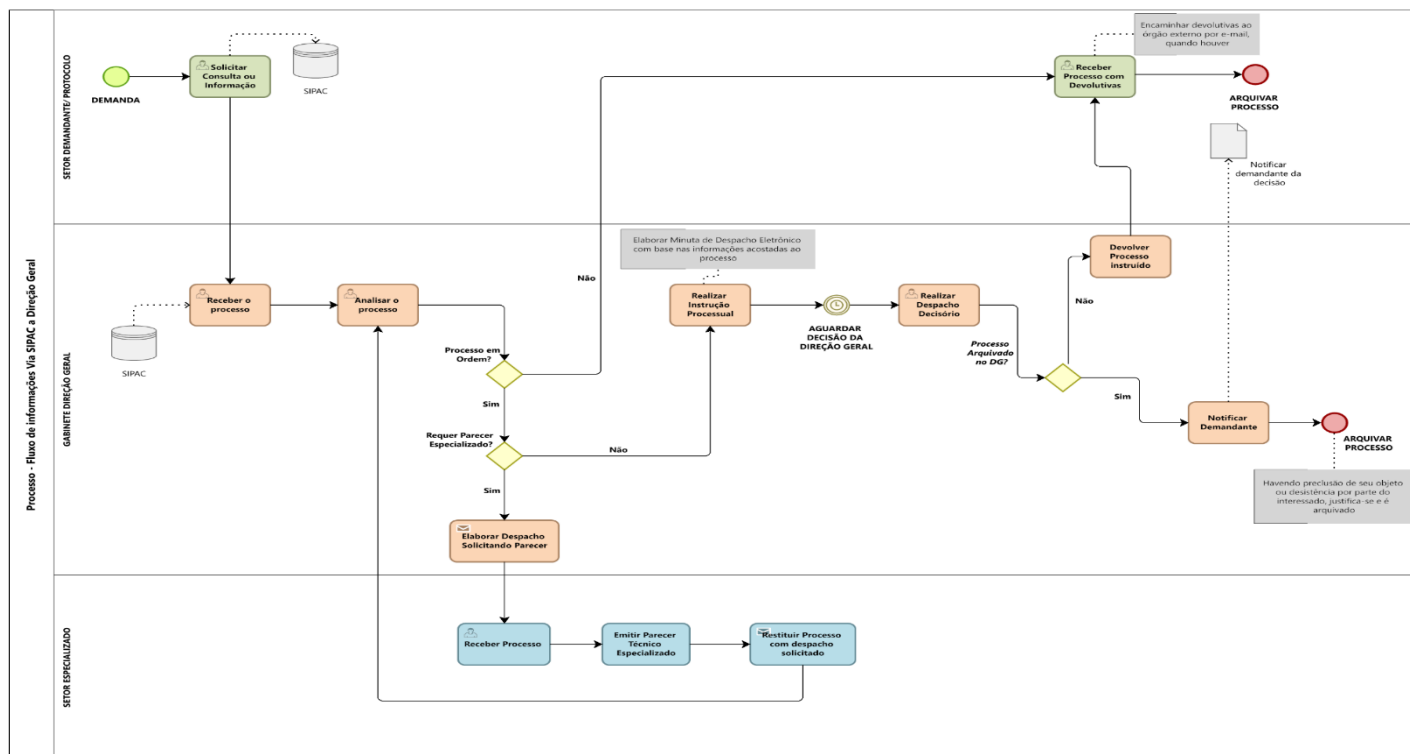 Processo - Fluxo de informações Via SIPAC a Direção Geral
SETOR DEMANDANTE/ PROTOCOLO
DEMANDA
Solicitar
Consulta ou
Informação
SIPAC
Encaminhar devolutivas ao
órgão externo por e-mail,
quando houver
Receber
Processo com
Devolutivas
ARQUIVAR
PROCESSO
Notificar
demandante da
decisão
GABINETE DIREÇÃO GERAL
SIPAC
Receber o
processo
Analisar o
processo
Processo em
Ordem?
Não
Sim
Requer Parecer
Especializado?
Não
Sim
Elaborar Despacho
Solicitando Parecer
Elaborar Minuta de Despacho Eletrônico
com base nas informações acostadas ao
processo
Realizar
Instrução
Processual
AGUARDAR
DECISÃO DA
DIREÇÃO GERAL
Realizar
Despacho
Decisório
Processo
Arquivado
no DG?
Não
Devolver
Processo
instruído
Sim
Notificar
Demandante
ARQUIVAR
PROCESSO
Havendo preclusão de seu objeto
ou desistência por parte do
interessado, justifica-se e é
arquivado
SETOR ESPECIALIZADO
Receber Processo
Emitir Parecer
Técnico
Especializado
Restituir Processo
com despacho
solicitado